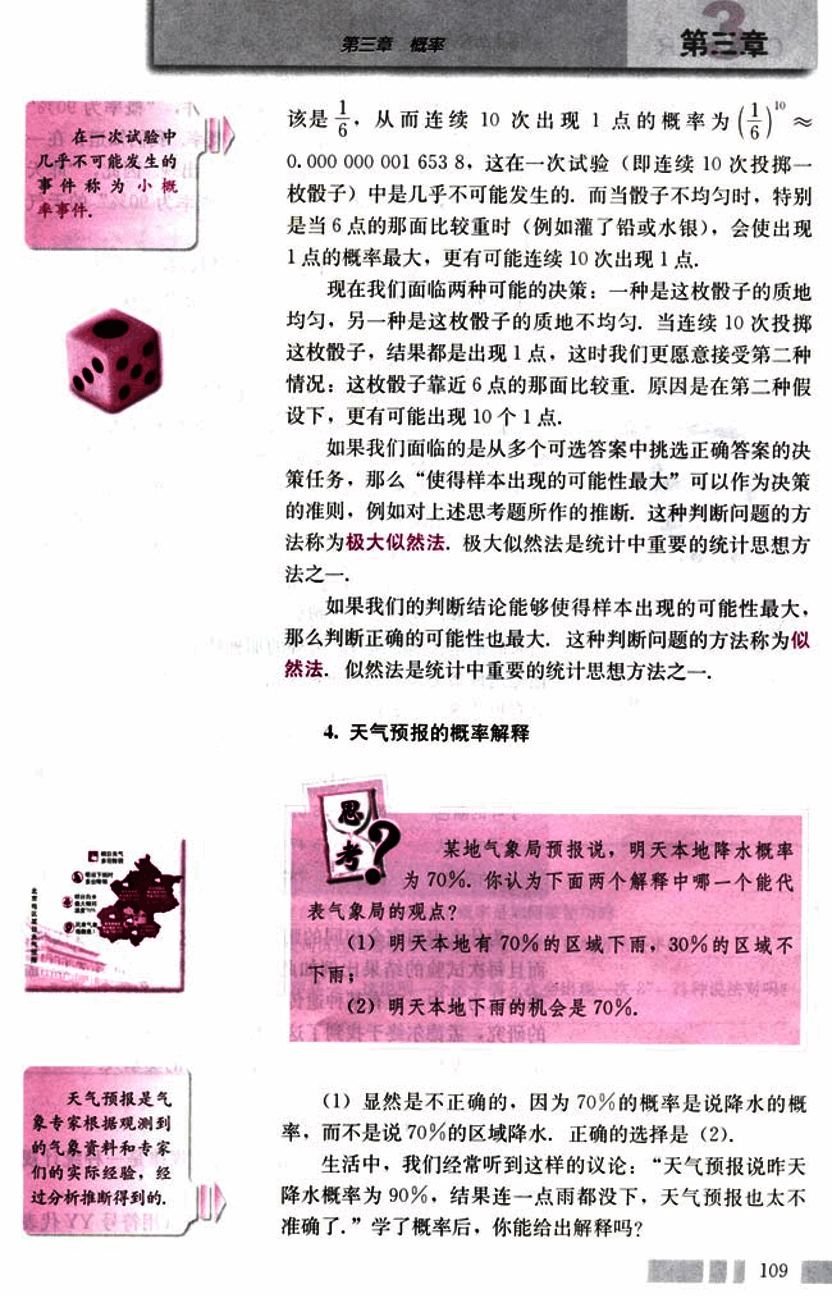 第三章 概率
第三章
在一次试验中
几乎不可能发生的
事件称为小概
率事件.
该是1/6，从而连续 10 次出现 1 点的概率为(1/6)^10≈
0.000 000 001 653 8，这在一次试验（即连续 10 次投掷一
枚骰子）中是几乎不可能发生的. 而当骰子不均匀时，特别
是当 6 点的那面比较重时（例如灌了铅或水银），会使出现
1 点的概率最大，更有可能连续 10 次出现 1 点.
现在我们面临两种可能的决策：一种是这枚骰子的质地
均匀，另一种是这枚骰子的质地不均匀. 当连续 10 次投掷
这枚骰子，结果都是出现 1 点，这时我们更愿意接受第二种
情况：这枚骰子靠近 6 点的那面比较重. 原因是在第二种假
设下，更有可能出现 10 个 1 点.
如果我们面临的是从多个可选答案中挑选正确答案的决
策任务，那么“使得样本出现的可能性最大”可以作为决策
的准则，例如对上述思考题所作的推断. 这种判断问题的方
法称为极大似然法. 极大似然法是统计中重要的统计思想方
法之一.
如果我们的判断结论能够使得样本出现的可能性最大，
那么判断正确的可能性也最大. 这种判断问题的方法称为似
然法. 似然法是统计中重要的统计思想方法之一.
4. 天气预报的概率解释
思考？
某地气象局预报说，明天本地降水概率
为 70%. 你认为下面两个解释中哪一个能代
表气象局的观点？
（1）明天本地有 70%的区域下雨，30%的区域不
下雨；
（2）明天本地下雨的机会是 70%.
天气预报是气
象专家根据观测到
的气象资料和专家
们的实际经验，经
过分析推断得到的.
（1）显然是不正确的，因为 70%的概率是说降水的概
率，而不是说 70%的区域降水. 正确的选择是（2）.
生活中，我们经常听到这样的议论：“天气预报说昨天
降水概率为 90%，结果连一点雨都没下，天气预报也太不
准确了.”学了概率后，你能给出解释吗？
109